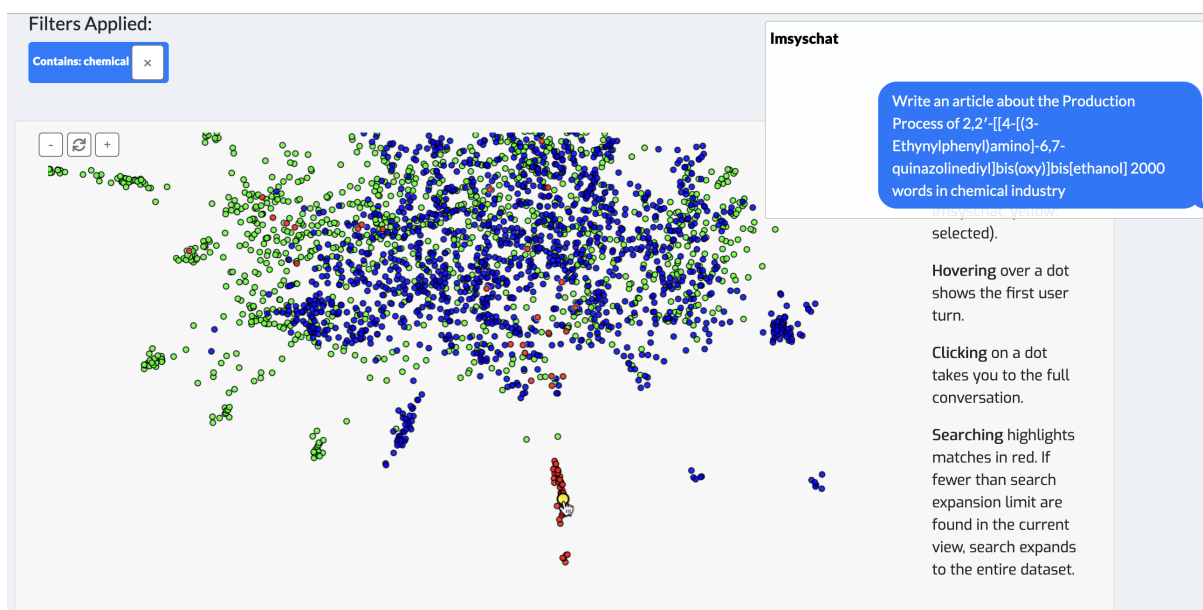 Filters Applied:
Contains: chemical ×
lmsyschat
Write an article about the Production
Process of 2,2′-[[4-[(3-
Ethynylphenyl)amino]-6,7-
quinazolinediyl]bis(oxy)]bis[ethanol] 2000
words in chemical industry
- +
lmsyschat, yellow:
selected).
Hovering over a dot
shows the first user
turn.
Clicking on a dot
takes you to the full
conversation.
Searching highlights
matches in red. If
fewer than search
expansion limit are
found in the current
view, search expands
to the entire dataset.